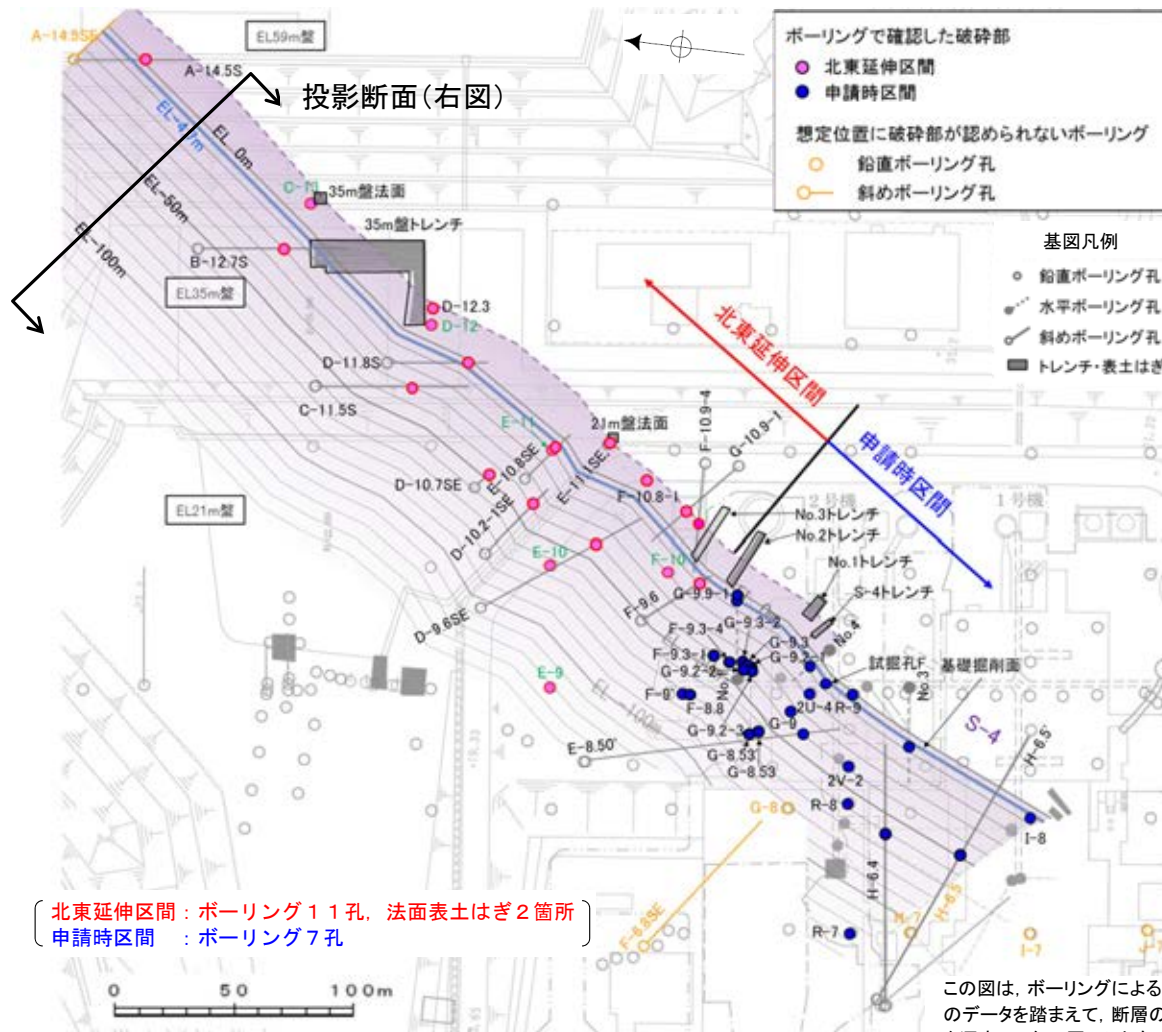 A-14.5SE
EL59m盤
A-14.5S
投影断面(右図)
EL-4.7m
EL 0m
EL-50m
EL-100m
C-13
35m盤法面
35m盤トレンチ
B-12.7S
EL35m盤
D-12.3
D-12
D-11.8S
C-11.5S
E-11
21m盤法面
D-10.7SE
E-10.8SE
E-11.1SE
F-10.9-4
G-10.9-1
F-10.8-1
EL21m盤
D-10.2-1SE
No.3トレンチ
No.2トレンチ
No.1トレンチ
S-4トレンチ
E-10
F-10
D-9.6SE
F-9.6
G-9.9-1
G-9.3-2
F-9.3-4
G-9.3
F-9.3-1
G-9.2-1
G-9.2-2
No.4
試掘孔F
基礎掘削面
E-9
F-9'
F-8.8
2U-4
R-9
No.3
EL-100m
G-9
G-9.2-3
G-8.53'
G-8.53
E-8.50'
S-4
H-6.5'
2V-2
G-8
R-8
I-8
H-6.4
H-6.5
F-6.8SE
R-7
H-7
I-7
北東延伸区間
申請時区間
2号機
1号機
ボーリングで確認した破砕部
北東延伸区間
申請時区間
想定位置に破砕部が認められないボーリング
鉛直ボーリング孔
斜めボーリング孔
基図凡例
鉛直ボーリング孔
水平ボーリング孔
斜めボーリング孔
トレンチ・表土はぎ
北東延伸区間：ボーリング11孔，法面表土はぎ2箇所
申請時区間　：ボーリング7孔
0 50 100m
この図は，ボーリングによる
のデータを踏まえて，断層の